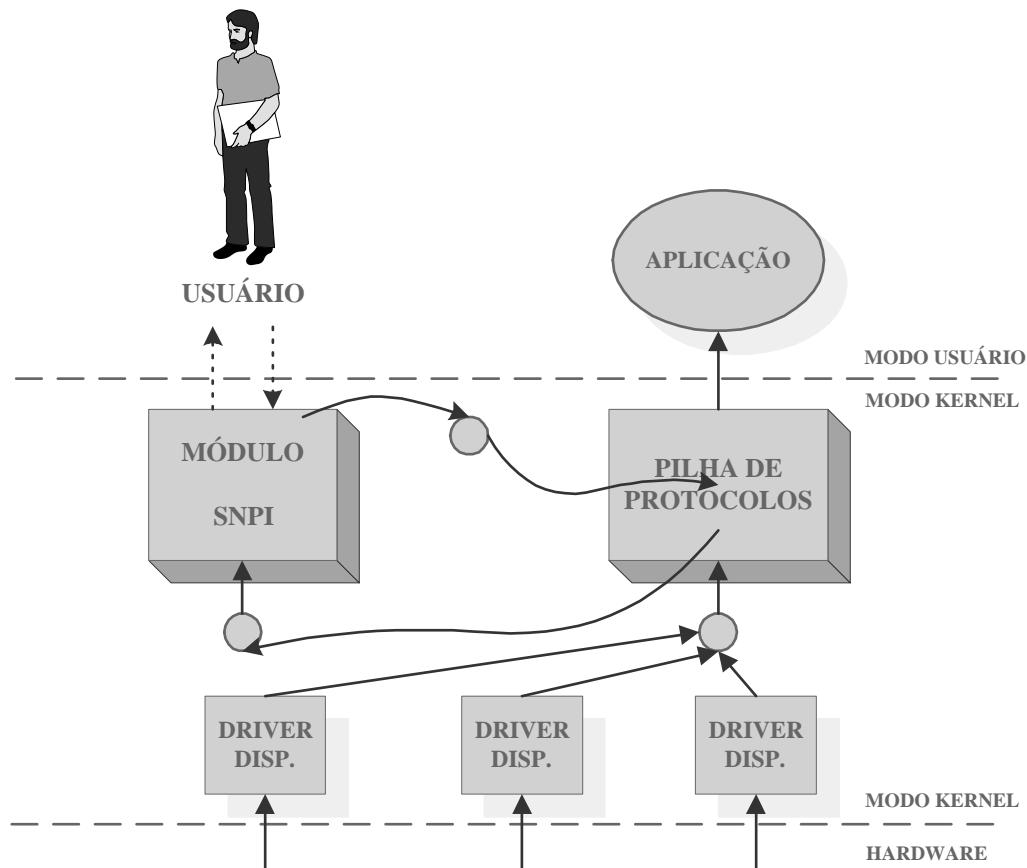 USUÁRIO
APLICAÇÃO
MODO USUÁRIO
MODO KERNEL
MÓDULO
SNPI
PILHA DE
PROTOCOLOS
DRIVER
DISP.
DRIVER
DISP.
DRIVER
DISP.
MODO KERNEL
HARDWARE